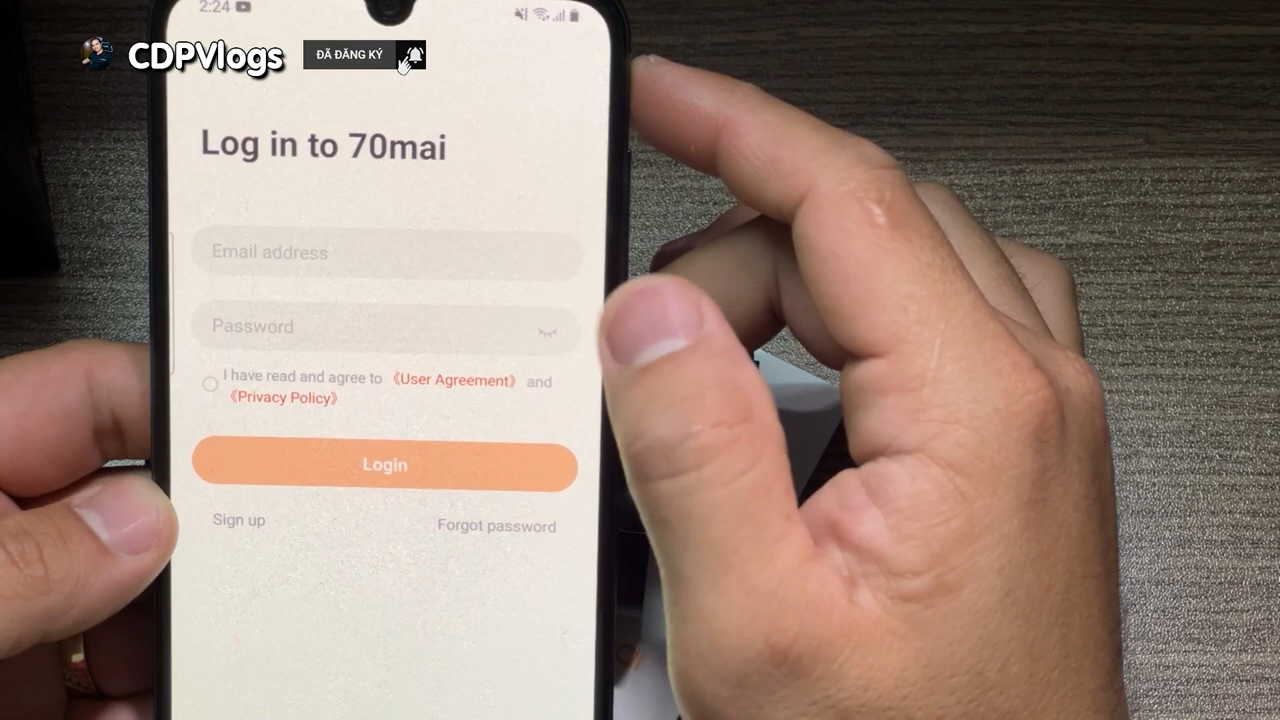 2:24
CDPVlogs
ĐÃ ĐĂNG KÝ
Log in to 70mai
Email address
Password
I have read and agree to 《User Agreement》 and
《Privacy Policy》
Login
Sign up
Forgot password